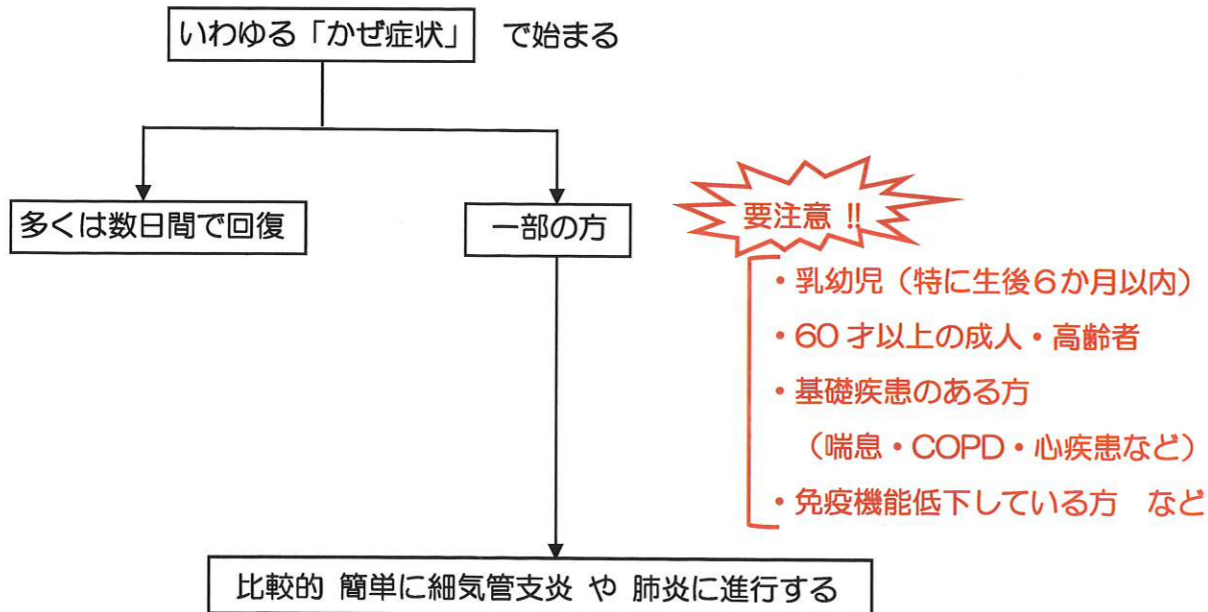 いわゆる「かぜ症状」 で始まる
多くは数日間で回復
一部の方
要注意 !!
・乳幼児（特に生後６か月以内）
・60才以上の成人・高齢者
・基礎疾患のある方
（喘息・COPD・心疾患など）
・免疫機能低下している方　など
比較的 簡単に細気管支炎 や 肺炎に進行する